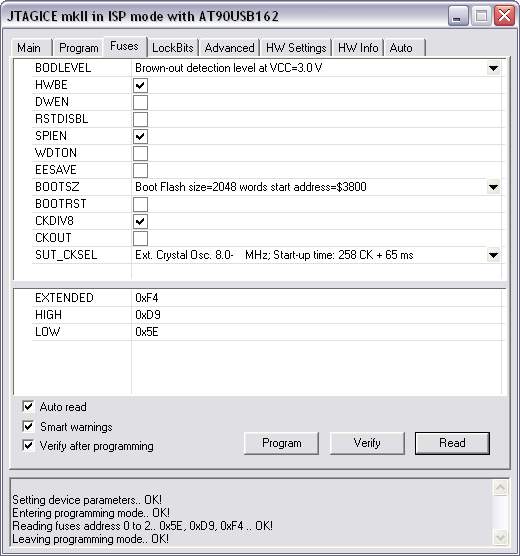 JTAGICE mkII in ISP mode with AT90USB162
Main Program Fuses LockBits Advanced HW Settings HW Info Auto
BODLEVEL Brown-out detection level at VCC=3.0 V
HWBE
DWEN
RSTDISBL
SPIEN
WDTON
EESAVE
BOOTSZ Boot Flash size=2048 words start address=$3800
BOOTRST
CKDIV8
CKOUT
SUT_CKSEL Ext. Crystal Osc. 8.0- MHz; Start-up time: 258 CK + 65 ms
EXTENDED 0xF4
HIGH 0xD9
LOW 0x5E
Auto read
Smart warnings
Verify after programming
Program Verify Read
Setting device parameters.. OK!
Entering programming mode.. OK!
Reading fuses address 0 to 2.. 0x5E, 0xD9, 0xF4 .. OK!
Leaving programming mode.. OK!